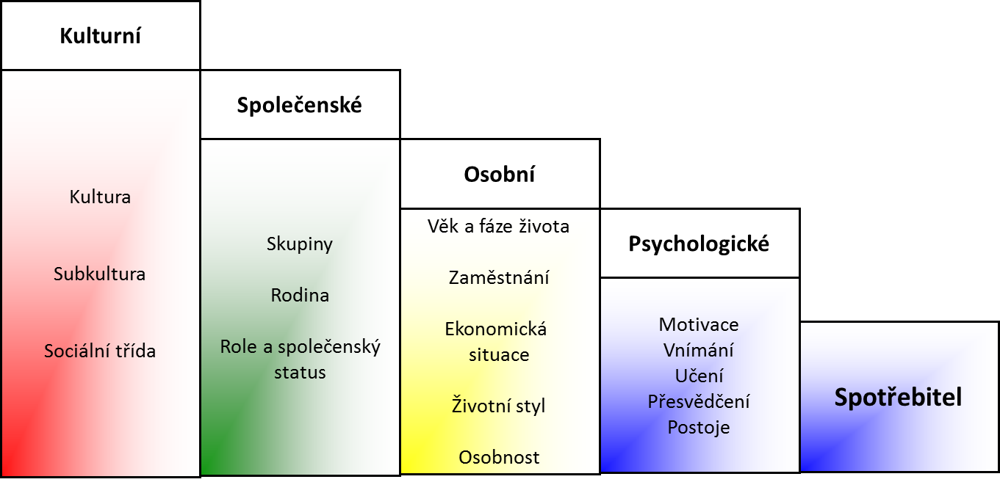 Kulturní
Kultura
Subkultura
Sociální třída
Společenské
Skupiny
Rodina
Role a společenský
status
Osobní
Věk a fáze života
Zaměstnání
Ekonomická
situace
Životní styl
Osobnost
Psychologické
Motivace
Vnímání
Učení
Přesvědčení
Postoje
Spotřebitel